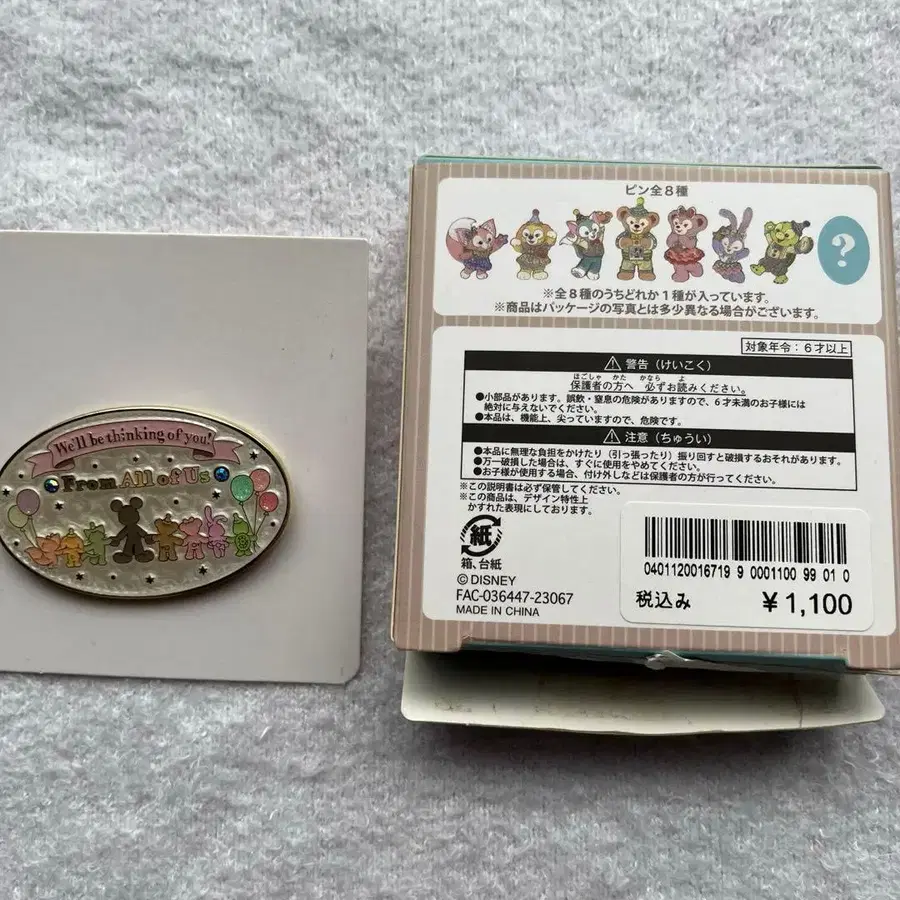 We'll be thinking of you!
From All of Us
ピン全8種
?
※全8種のうちどれか1種が入っています。
※商品はパッケージの写真とは多少異なる場合がございます。
対象年令：6才以上
警告（けいこく）
ほごしゃ かた かなら よ
保護者の方へ 必ずお読みください。
●小部品があります。誤飲・窒息の危険がありますので、6才未満のお子様には
絶対に与えないでください。
●本品は、機能上、尖っていますので、危険です。
注意（ちゅうい）
●本品に無理な負担をかけたり（引っ張ったり）振り回すと破損するおそれがあります。
●万一破損した場合は、すぐに使用をやめてください。
●お子様が使用する場合、付け外しなどは保護者の方が行ってください。
※この説明書は必ず保管してください。
※この商品は、デザイン特性上
かすれた表現にしております。
紙
箱、台紙
© DISNEY
FAC-036447-23067
MADE IN CHINA
0401120016719 9 0001100 99 01 0
税込み ¥1,100